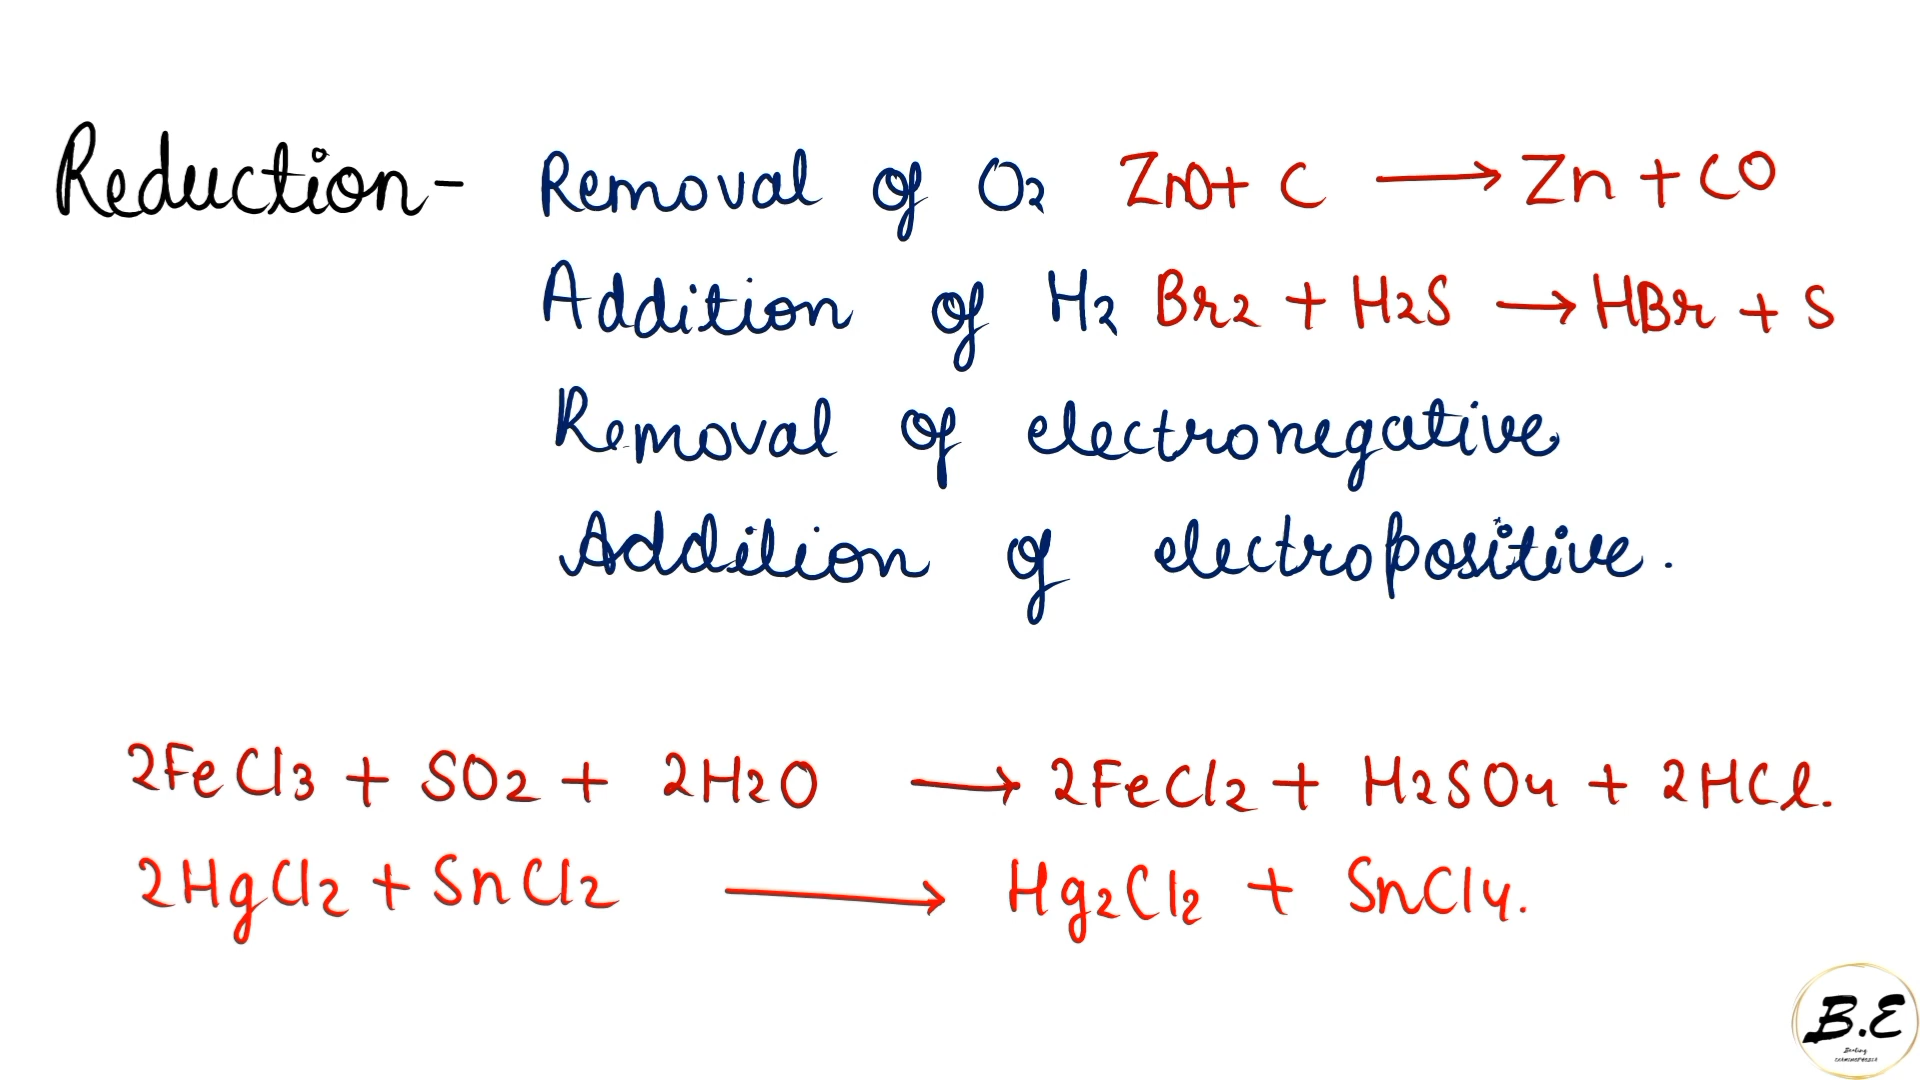 Reduction- Removal of O2 ZnO+ C ⟶ Zn + CO
Addition of H2 Br2 + H2S ⟶ HBr + S
Removal of electronegative
Addition of electropositive.
2FeCl3 + SO2 + 2H2O ⟶ 2FeCl2 + H2SO4 + 2HCl.
2HgCl2 + SnCl2 ⟶ Hg2Cl2 + SnCl4.
B.E